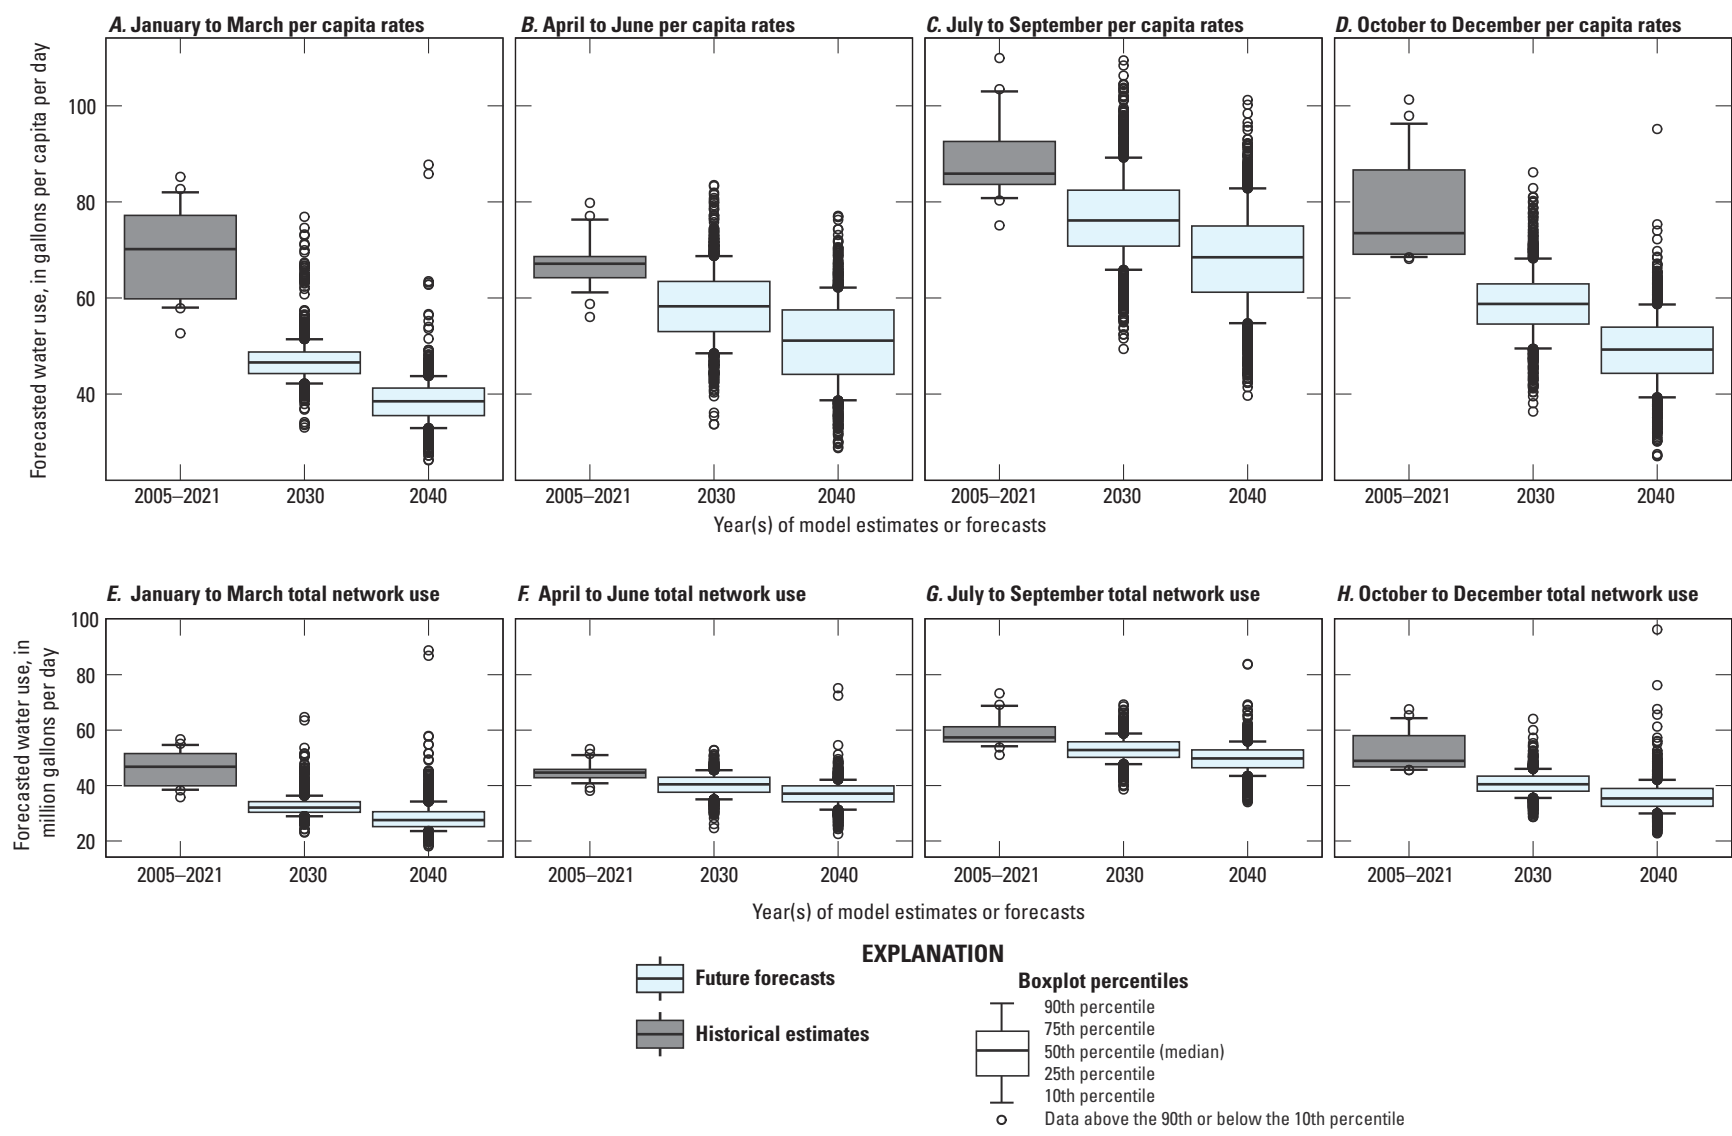 A. January to March per capita rates
B. April to June per capita rates
C. July to September per capita rates
D. October to December per capita rates
Forecasted water use, in gallons per capita per day
100
80
60
40
2005–2021
2030
2040
2005–2021
2030
2040
2005–2021
2030
2040
2005–2021
2030
2040
Year(s) of model estimates or forecasts
E. January to March total network use
F. April to June total network use
G. July to September total network use
H. October to December total network use
Forecasted water use, in
million gallons per day
100
80
60
40
20
2005–2021
2030
2040
2005–2021
2030
2040
2005–2021
2030
2040
2005–2021
2030
2040
Year(s) of model estimates or forecasts
EXPLANATION
Future forecasts
Historical estimates
Boxplot percentiles
90th percentile
75th percentile
50th percentile (median)
25th percentile
10th percentile
Data above the 90th or below the 10th percentile